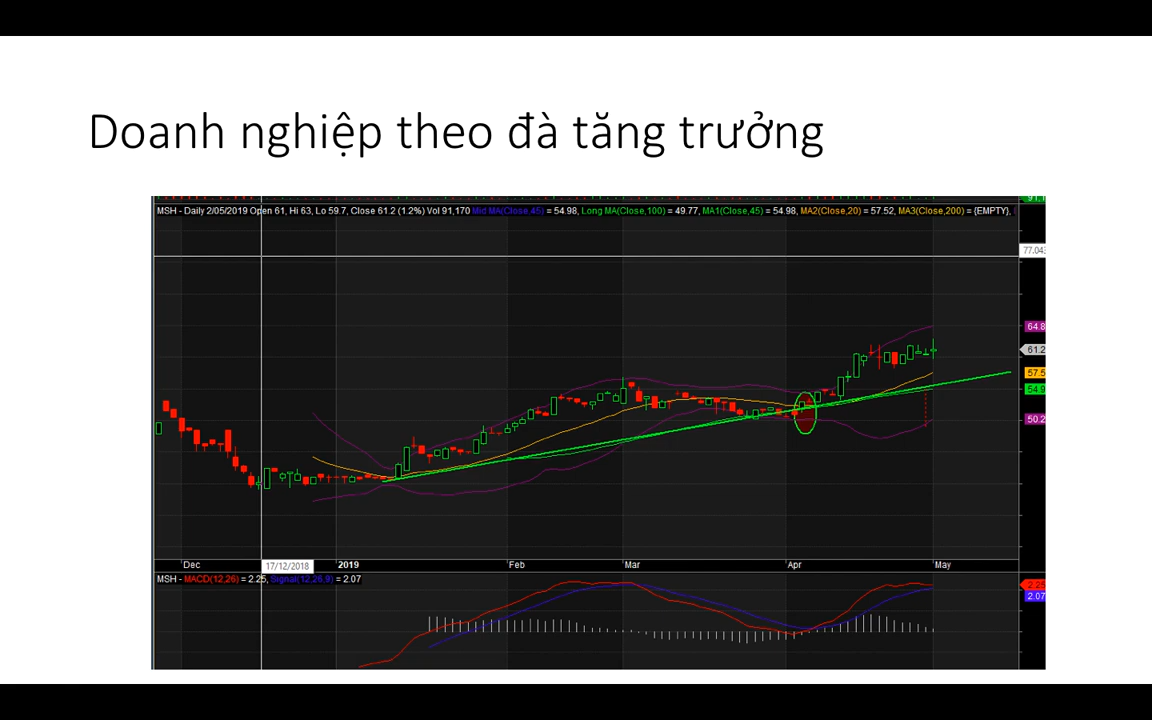 Doanh nghiệp theo đà tăng trưởng
MSH - Daily 2/05/2019 Open 61, Hi 63, Lo 59.7, Close 61.2 (1.2%) Vol 91,170 Mid MA(Close,45) = 54.98, Long MA(Close,100) = 49.77, MA1(Close,45) = 54.98, MA2(Close,20) = 57.52, MA3(Close,200) = {EMPTY},
77.04
64.8
61.2
57.5
54.9
50.2
Dec 17/12/2018 2019 Feb Mar Apr May
MSH - MACD(12,26) = 2.25, Signal(12,26,9) = 2.07
2.25
2.07